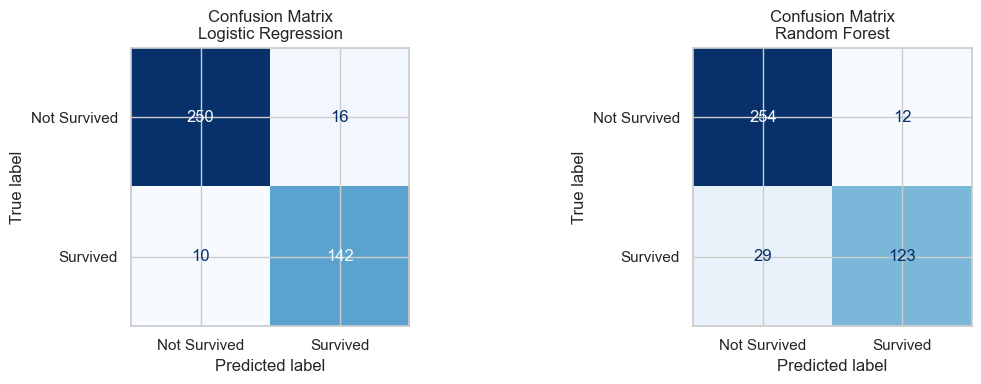 Confusion Matrix
Logistic Regression
Not Survived
250
16
True label
Survived
10
142
Not Survived
Survived
Predicted label
Confusion Matrix
Random Forest
Not Survived
254
12
True label
Survived
29
123
Not Survived
Survived
Predicted label